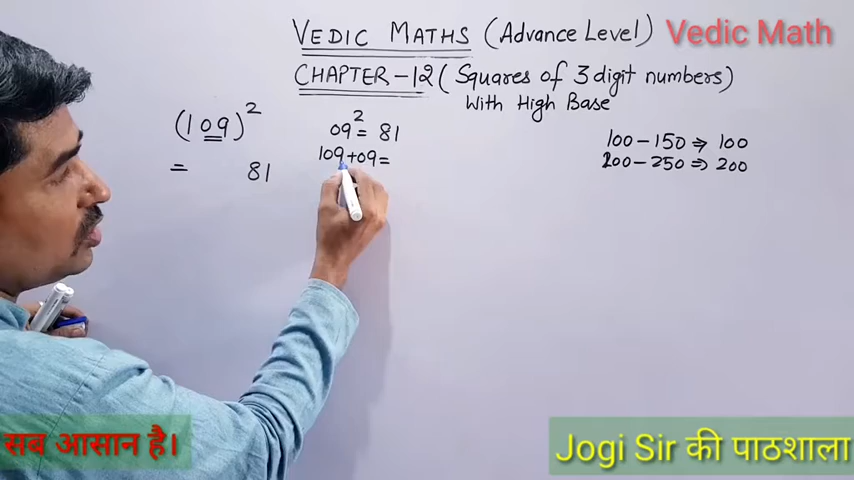 VEDIC MATHS (Advance Level)
Vedic Math
CHAPTER-12 (Squares of 3 digit numbers)
With High Base
(109)²
= 81
09² = 81
109+09=
100-150⇒ 100
200-250⇒ 200
सब आसान है।
Jogi Sir की पाठशाला